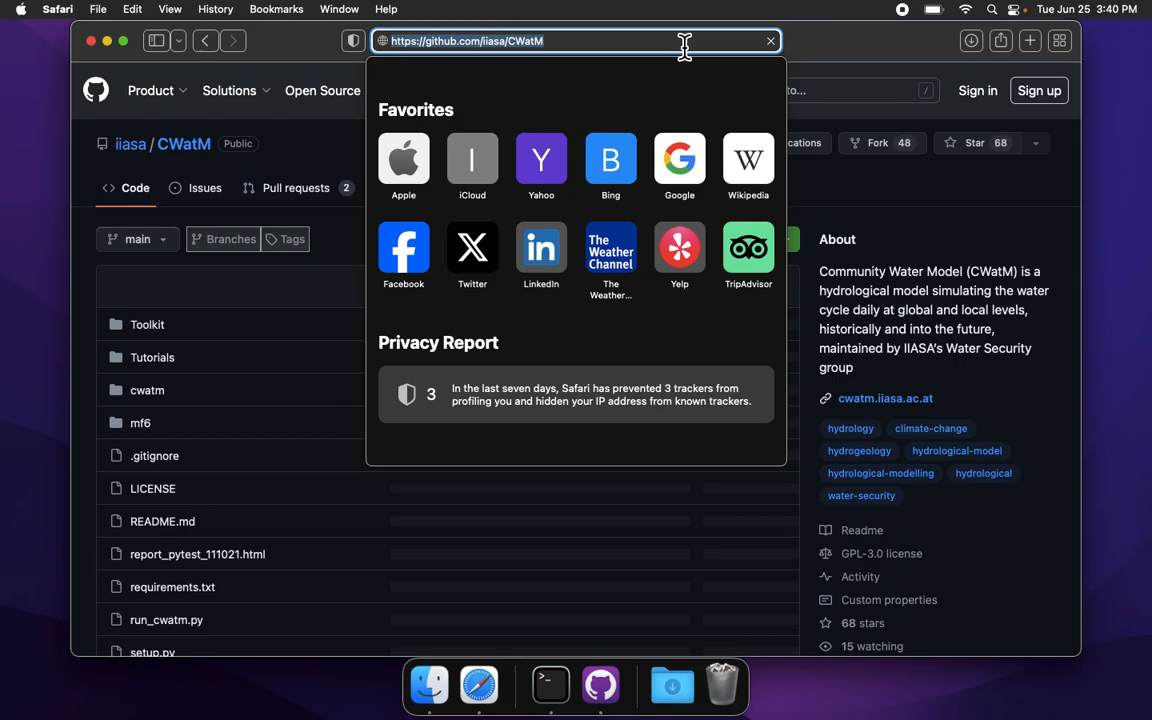 Safari File Edit View History Bookmarks Window Help Tue Jun 25 3:40 PM
https://github.com/iiasa/CWatM
Product Solutions Open Source to... / Sign in Sign up
iiasa / CWatM Public cations Fork 48 Star 68
Code Issues Pull requests 2
main Branches Tags
Toolkit
Tutorials
cwatm
mf6
.gitignore
LICENSE
README.md
report_pytest_111021.html
requirements.txt
run_cwatm.py
setup.py
Favorites
Apple I iCloud Y Yahoo B Bing Google W Wikipedia
Facebook Twitter LinkedIn The Weather Channel The Weather... Yelp TripAdvisor
Privacy Report
3 In the last seven days, Safari has prevented 3 trackers from
profiling you and hidden your IP address from known trackers.
About
Community Water Model (CWatM) is a
hydrological model simulating the water
cycle daily at global and local levels,
historically and into the future,
maintained by IIASA's Water Security
group
cwatm.iiasa.ac.at
hydrology climate-change
hydrogeology hydrological-model
hydrological-modelling hydrological
water-security
Readme
GPL-3.0 license
Activity
Custom properties
68 stars
15 watching